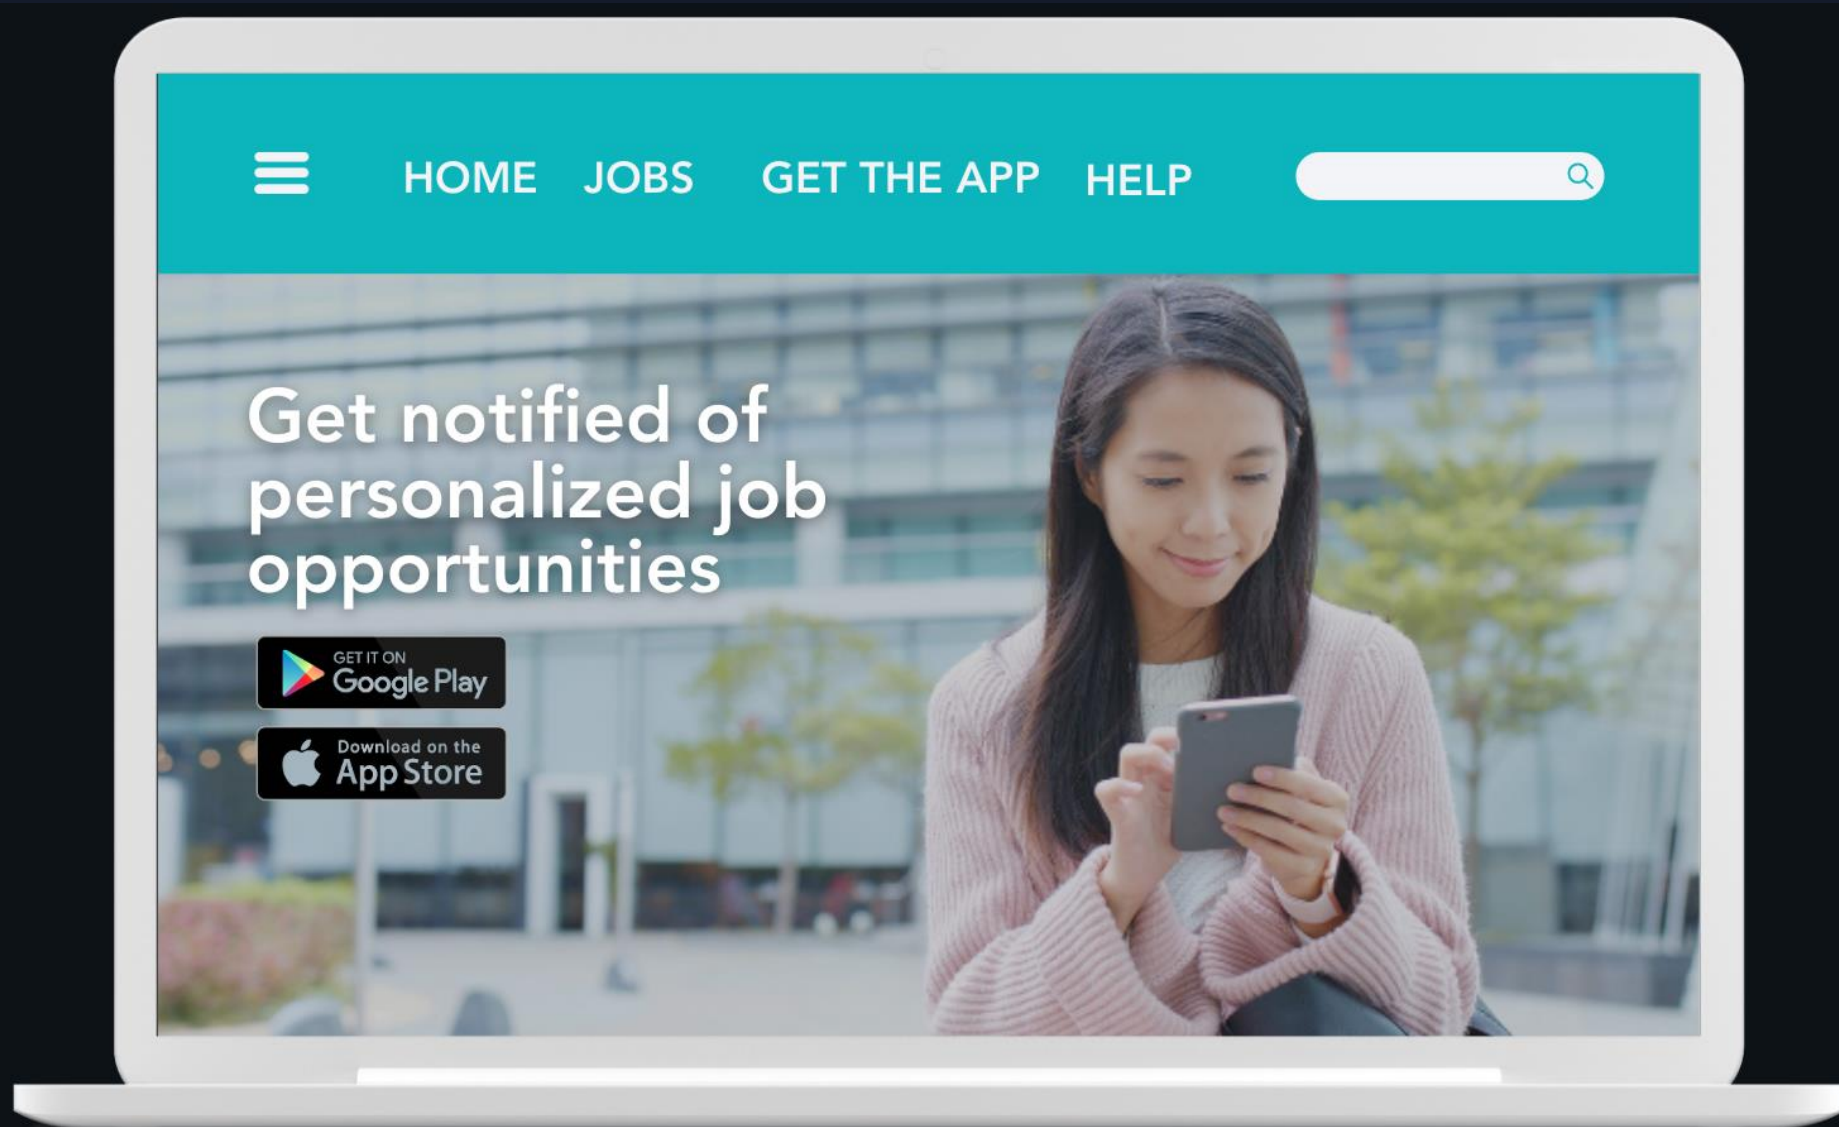 HOME JOBS GET THE APP HELP
Get notified of
personalized job
opportunities
GET IT ON
Google Play
Download on the
App Store